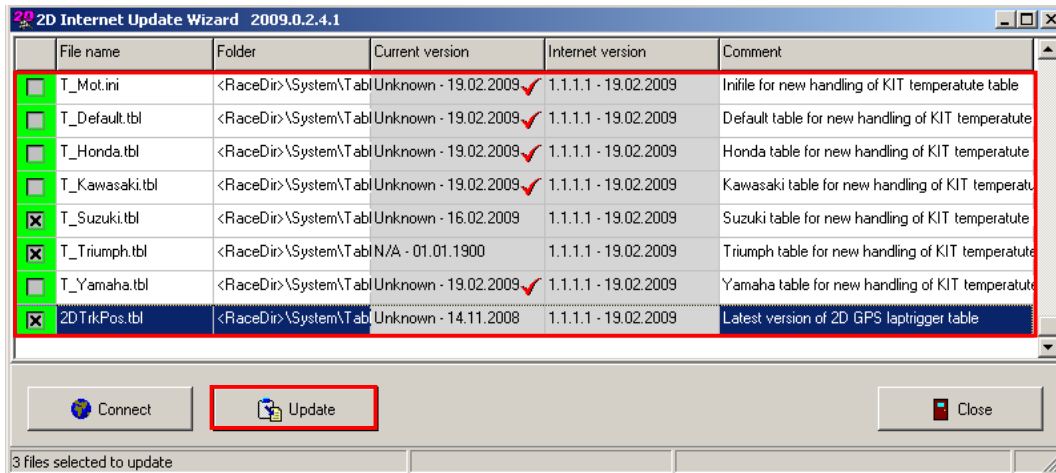 2D Internet Update Wizard 2009.0.2.4.1
File name Folder Current version Internet version Comment
T_Mot.ini <RaceDir>\System\Tabl Unknown - 19.02.2009 1.1.1.1 - 19.02.2009 Inifile for new handling of KIT temperatute table
T_Default.tbl <RaceDir>\System\Tabl Unknown - 19.02.2009 1.1.1.1 - 19.02.2009 Default table for new handling of KIT temperatute
T_Honda.tbl <RaceDir>\System\Tabl Unknown - 19.02.2009 1.1.1.1 - 19.02.2009 Honda table for new handling of KIT temperatute
T_Kawasaki.tbl <RaceDir>\System\Tabl Unknown - 19.02.2009 1.1.1.1 - 19.02.2009 Kawasaki table for new handling of KIT temperatu
T_Suzuki.tbl <RaceDir>\System\Tabl Unknown - 16.02.2009 1.1.1.1 - 19.02.2009 Suzuki table for new handling of KIT temperatute
T_Triumph.tbl <RaceDir>\System\Tabl N/A - 01.01.1900 1.1.1.1 - 19.02.2009 Triumph table for new handling of KIT temperatute
T_Yamaha.tbl <RaceDir>\System\Tabl Unknown - 19.02.2009 1.1.1.1 - 19.02.2009 Yamaha table for new handling of KIT temperatute
2DTrkPos.tbl <RaceDir>\System\Tabl Unknown - 14.11.2008 1.1.1.1 - 19.02.2009 Latest version of 2D GPS laptrigger table
Connect Update Close
3 files selected to update